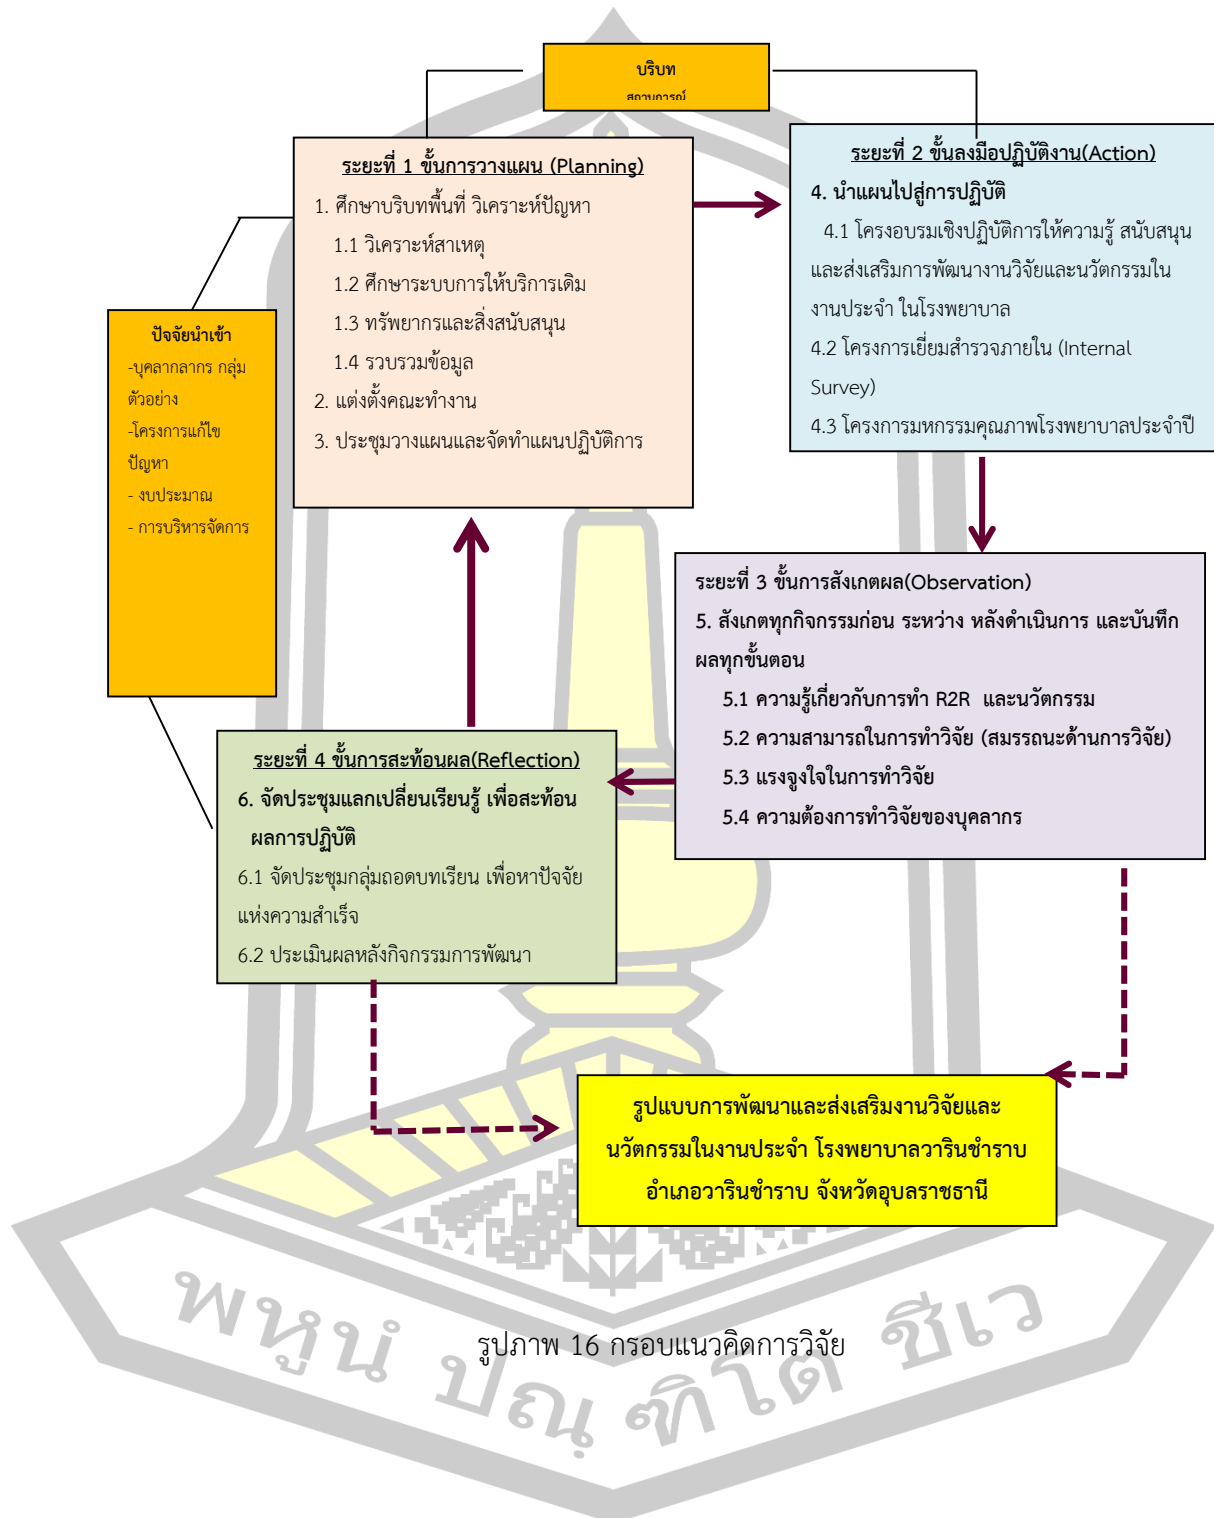 บริบท
สถานการณ์
ระยะที่ 1 ขั้นการวางแผน (Planning)
1. ศึกษาบริบทพื้นที่ วิเคราะห์ปัญหา
1.1 วิเคราะห์สาเหตุ
1.2 ศึกษาระบบการให้บริการเดิม
1.3 ทรัพยากรและสิ่งสนับสนุน
1.4 รวบรวมข้อมูล
2. แต่งตั้งคณะทำงาน
3. ประชุมวางแผนและจัดทำแผนปฏิบัติการ
ระยะที่ 2 ขั้นลงมือปฏิบัติงาน(Action)
4. นำแผนไปสู่การปฏิบัติ
4.1 โครงอบรมเชิงปฏิบัติการให้ความรู้ สนับสนุน
และส่งเสริมการพัฒนางานวิจัยและนวัตกรรมใน
งานประจำ ในโรงพยาบาล
4.2 โครงการเยี่ยมสำรวจภายใน (Internal
Survey)
4.3 โครงการมหกรรมคุณภาพโรงพยาบาลประจำปี
ปัจจัยนำเข้า
-บุคลากลากร กลุ่ม
ตัวอย่าง
-โครงการแก้ไข
ปัญหา
- งบประมาณ
- การบริหารจัดการ
ระยะที่ 3 ขั้นการสังเกตผล(Observation)
5. สังเกตทุกกิจกรรมก่อน ระหว่าง หลังดำเนินการ และบันทึก
ผลทุกขั้นตอน
5.1 ความรู้เกี่ยวกับการทำ R2R และนวัตกรรม
5.2 ความสามารถในการทำวิจัย (สมรรถนะด้านการวิจัย)
5.3 แรงจูงใจในการทำวิจัย
5.4 ความต้องการทำวิจัยของบุคลากร
ระยะที่ 4 ขั้นการสะท้อนผล(Reflection)
6. จัดประชุมแลกเปลี่ยนเรียนรู้ เพื่อสะท้อน
ผลการปฏิบัติ
6.1 จัดประชุมกลุ่มถอดบทเรียน เพื่อหาปัจจัย
แห่งความสำเร็จ
6.2 ประเมินผลหลังกิจกรรมการพัฒนา
รูปแบบการพัฒนาและส่งเสริมงานวิจัยและ
นวัตกรรมในงานประจำ โรงพยาบาลวารินชำราบ
อำเภอวารินชำราบ จังหวัดอุบลราชธานี
รูปภาพ 16 กรอบแนวคิดการวิจัย
พหูนํ ปณฺฑิโต ชีเว